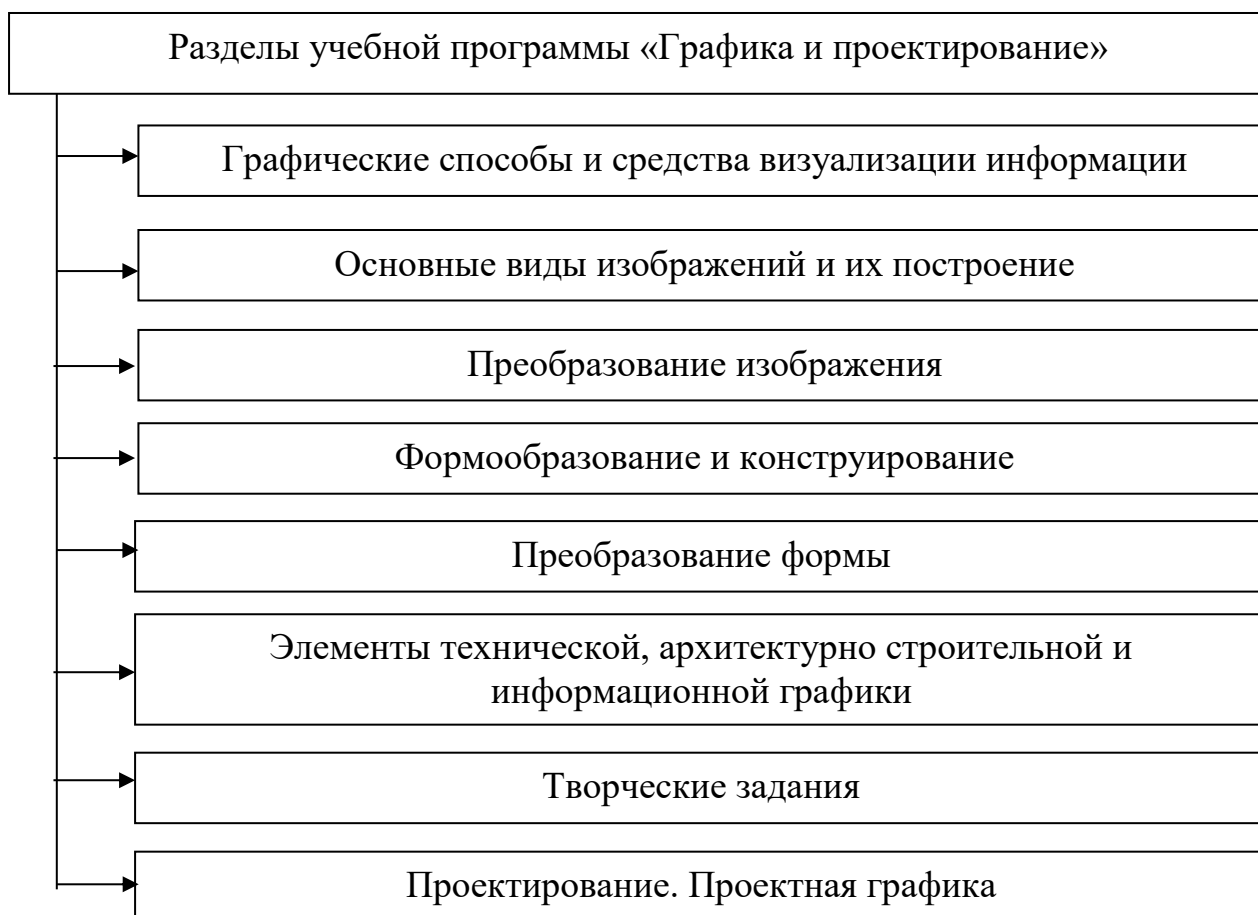 Разделы учебной программы «Графика и проектирование»
Графические способы и средства визуализации информации
Основные виды изображений и их построение
Преобразование изображения
Формообразование и конструирование
Преобразование формы
Элементы технической, архитектурно строительной и
информационной графики
Творческие задания
Проектирование. Проектная графика